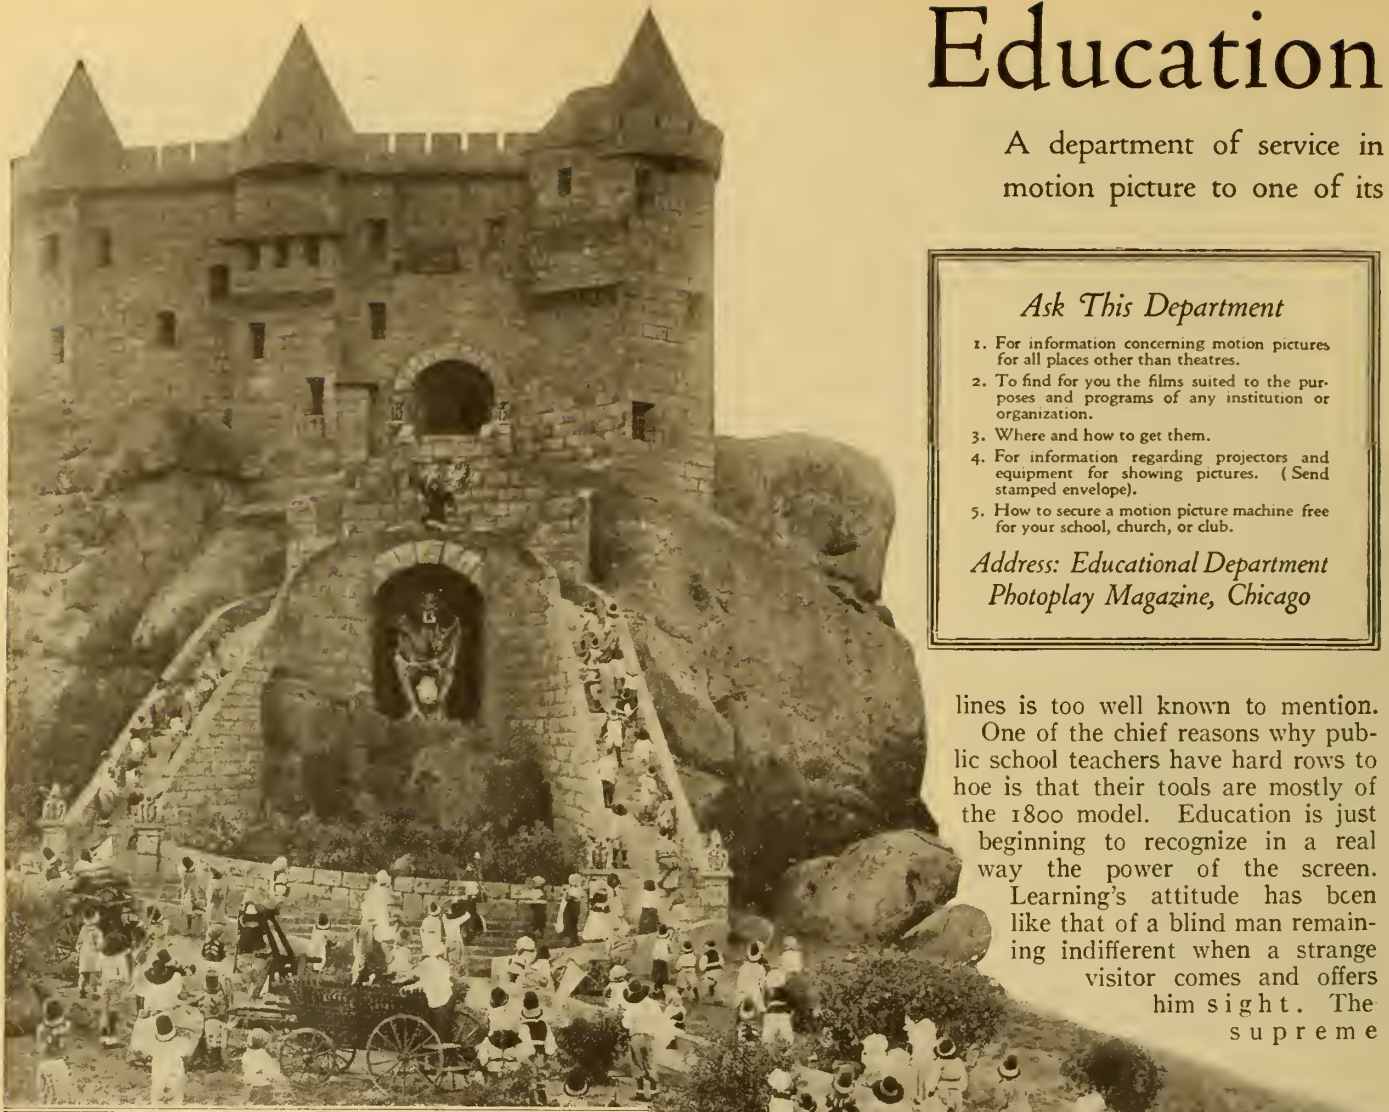 Education
A department of service in
motion picture to one of its
Ask This Department
1. For information concerning motion pictures
for all places other than theatres.
2. To find for you the films suited to the pur-
poses and programs of any institution or
organization.
3. Where and how to get them.
4. For information regarding projectors and
equipment for showing pictures. (Send
stamped envelope).
5. How to secure a motion picture machine free
for your school, church, or club.
Address: Educational Department
Photoplay Magazine, Chicago
lines is too well known to mention.
One of the chief reasons why pub-
lic school teachers have hard rows to
hoe is that their tools are mostly of
the 1800 model. Education is just
beginning to recognize in a real
way the power of the screen.
Learning's attitude has been
like that of a blind man remain-
ing indifferent when a strange
visitor comes and offers
him sight. The
supreme